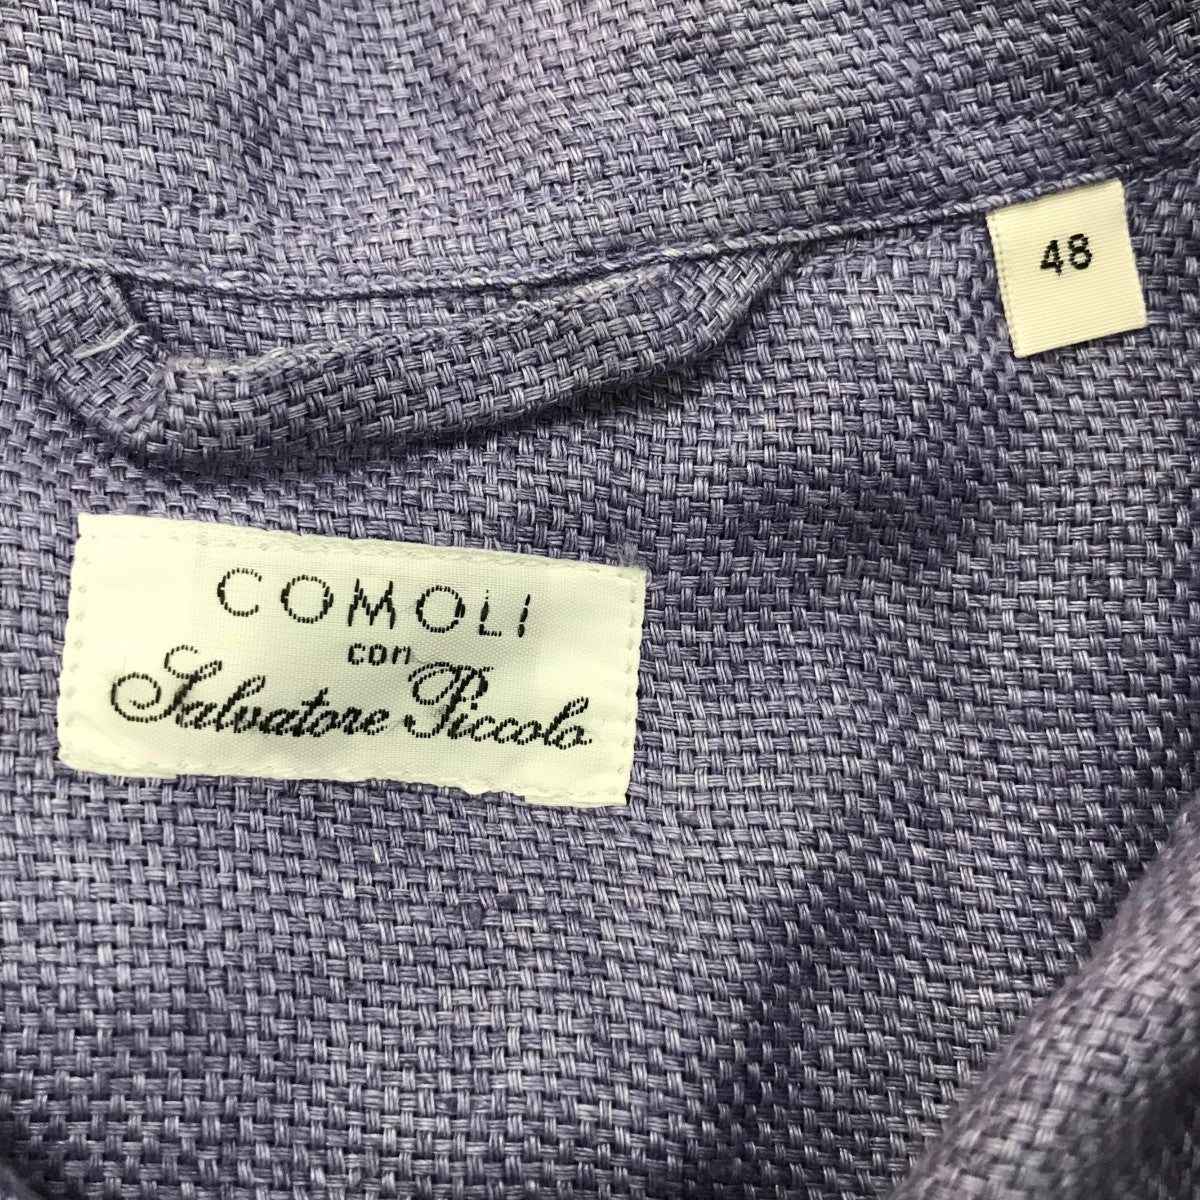 48
COMOLI
con
Salvatore Piccolo